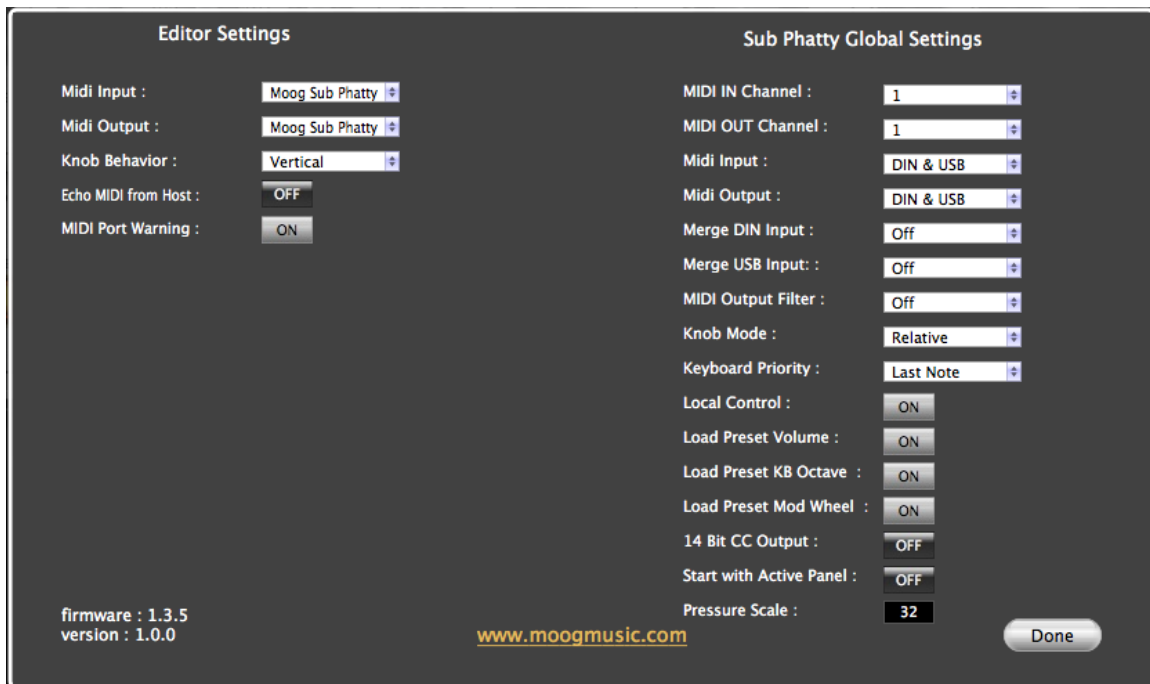 Editor Settings
Midi Input : Moog Sub Phatty
Midi Output : Moog Sub Phatty
Knob Behavior : Vertical
Echo MIDI from Host : OFF
MIDI Port Warning : ON
Sub Phatty Global Settings
MIDI IN Channel : 1
MIDI OUT Channel : 1
Midi Input : DIN & USB
Midi Output : DIN & USB
Merge DIN Input : Off
Merge USB Input: : Off
MIDI Output Filter : Off
Knob Mode : Relative
Keyboard Priority : Last Note
Local Control : ON
Load Preset Volume : ON
Load Preset KB Octave : ON
Load Preset Mod Wheel : ON
14 Bit CC Output : OFF
Start with Active Panel : OFF
Pressure Scale : 32
firmware : 1.3.5
version : 1.0.0
www.moogmusic.com
Done